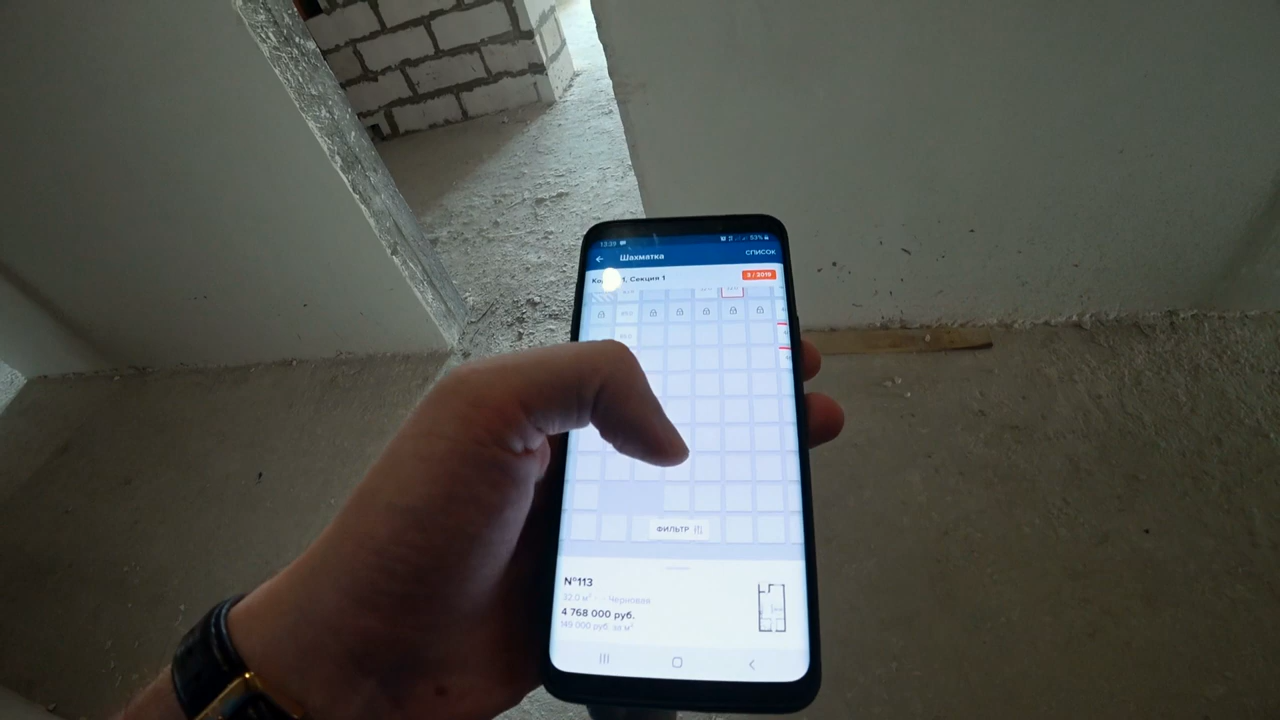 13:39 53%
Шахматка СПИСОК
1, Секция 1 3 / 2019
ФИЛЬТР
№113
32.0 м² Черновая
4 768 000 руб.
149 000 руб. за м²